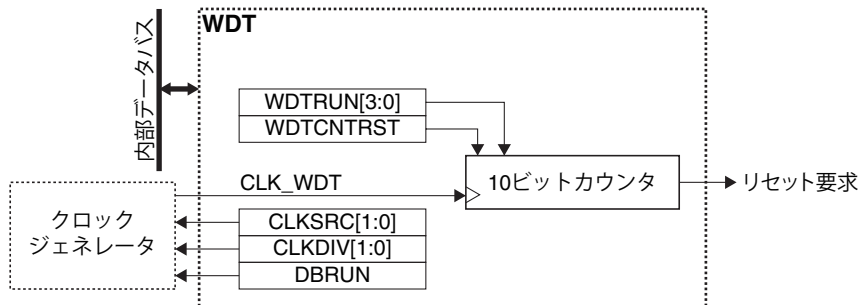 WDT
内部データバス
WDTRUN[3:0]
WDTCNTRST
10ビットカウンタ
リセット要求
CLK_WDT
クロック
ジェネレータ
CLKSRC[1:0]
CLKDIV[1:0]
DBRUN